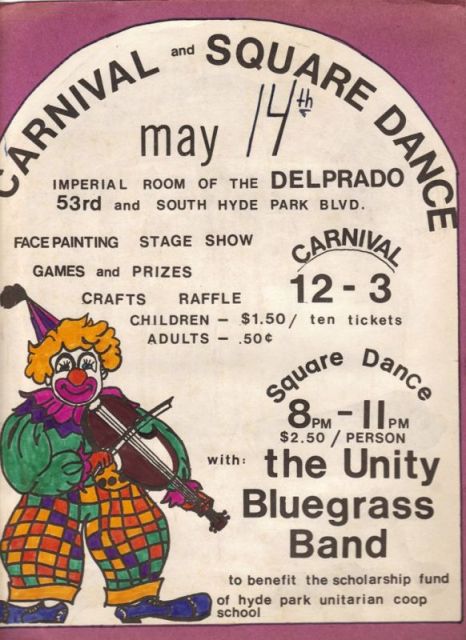 CARNIVAL and SQUARE DANCE
may 14th
IMPERIAL ROOM OF THE DELPRADO
53rd and SOUTH HYDE PARK BLVD.
FACE PAINTING STAGE SHOW
GAMES and PRIZES
CRAFTS RAFFLE
CHILDREN – $1.50/ ten tickets
ADULTS – .50¢
CARNIVAL
12 - 3
Square Dance
8PM – 11PM
$2.50 / PERSON
with: the Unity
Bluegrass
Band
to benefit the scholarship fund
of hyde park unitarian coop
school